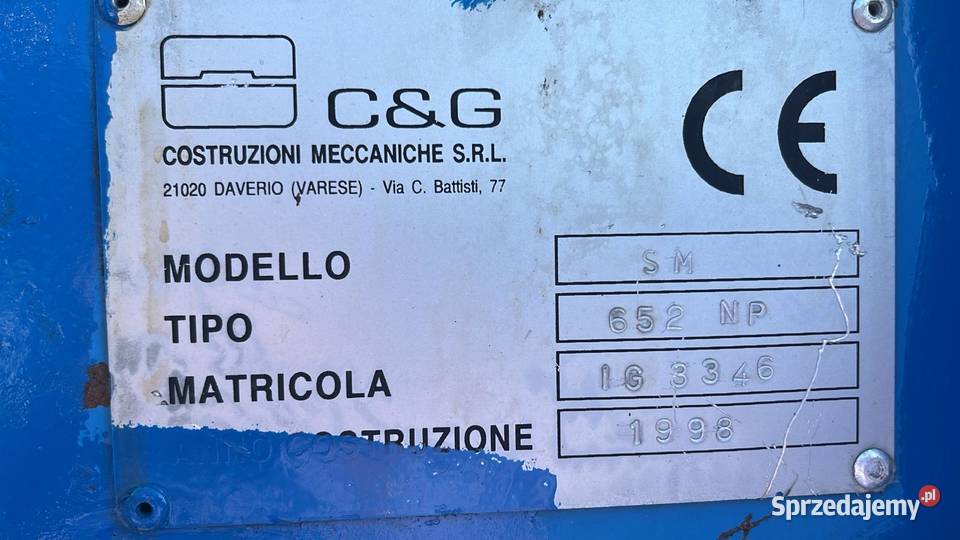 C&G
CE
COSTRUZIONI MECCANICHE S.R.L.
21020 DAVERIO (VARESE) - Via C. Battisti, 77
MODELLO SM
TIPO 652 NP
MATRICOLA IG 3346
COSTRUZIONE 1998
Sprzedajemy.pl